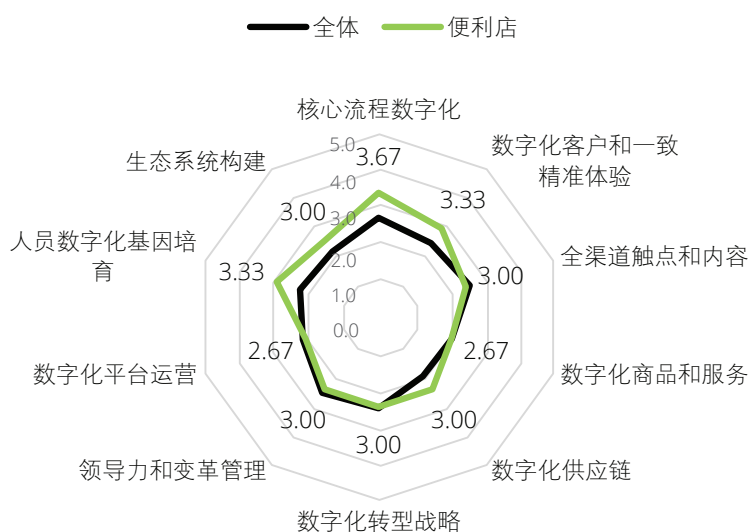 全体 便利店
核心流程数字化
5.0
3.67
数字化客户和一致
精准体验
生态系统构建
4.0
3.33
3.00
3.0
人员数字化基因培
育
全渠道触点和内容
3.33
2.0
3.00
1.0
0.0
2.67
2.67
数字化平台运营
数字化商品和服务
3.00
3.00
3.00
领导力和变革管理
数字化供应链
数字化转型战略